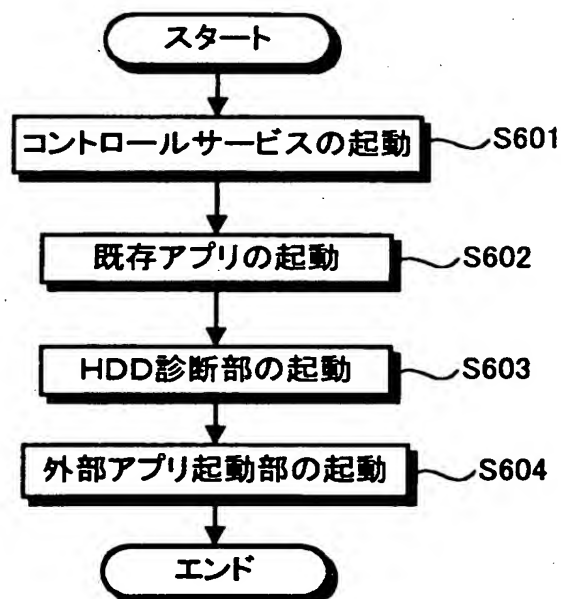 スタート
コントロールサービスの起動
S601
既存アプリの起動
S602
HDD診断部の起動
S603
外部アプリ起動部の起動
S604
エンド